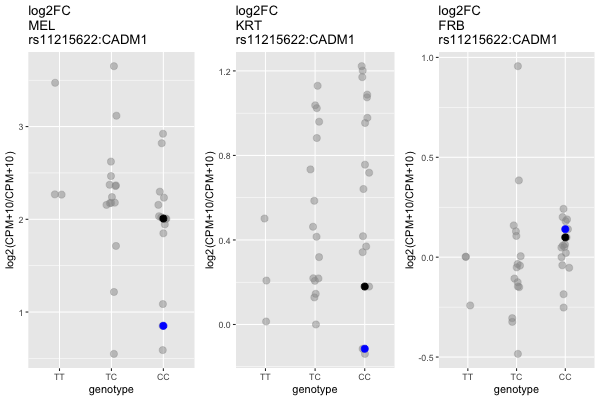 log2FC
MEL
rs11215622:CADM1
log2(CPM+10/CPM+10)
3
2
1
TT
TC
CC
genotype
log2FC
KRT
rs11215622:CADM1
log2(CPM+10/CPM+10)
1.2
0.8
0.4
0.0
TT
TC
CC
genotype
log2FC
FRB
rs11215622:CADM1
log2(CPM+10/CPM+10)
1.0
0.5
0.0
-0.5
TT
TC
CC
genotype